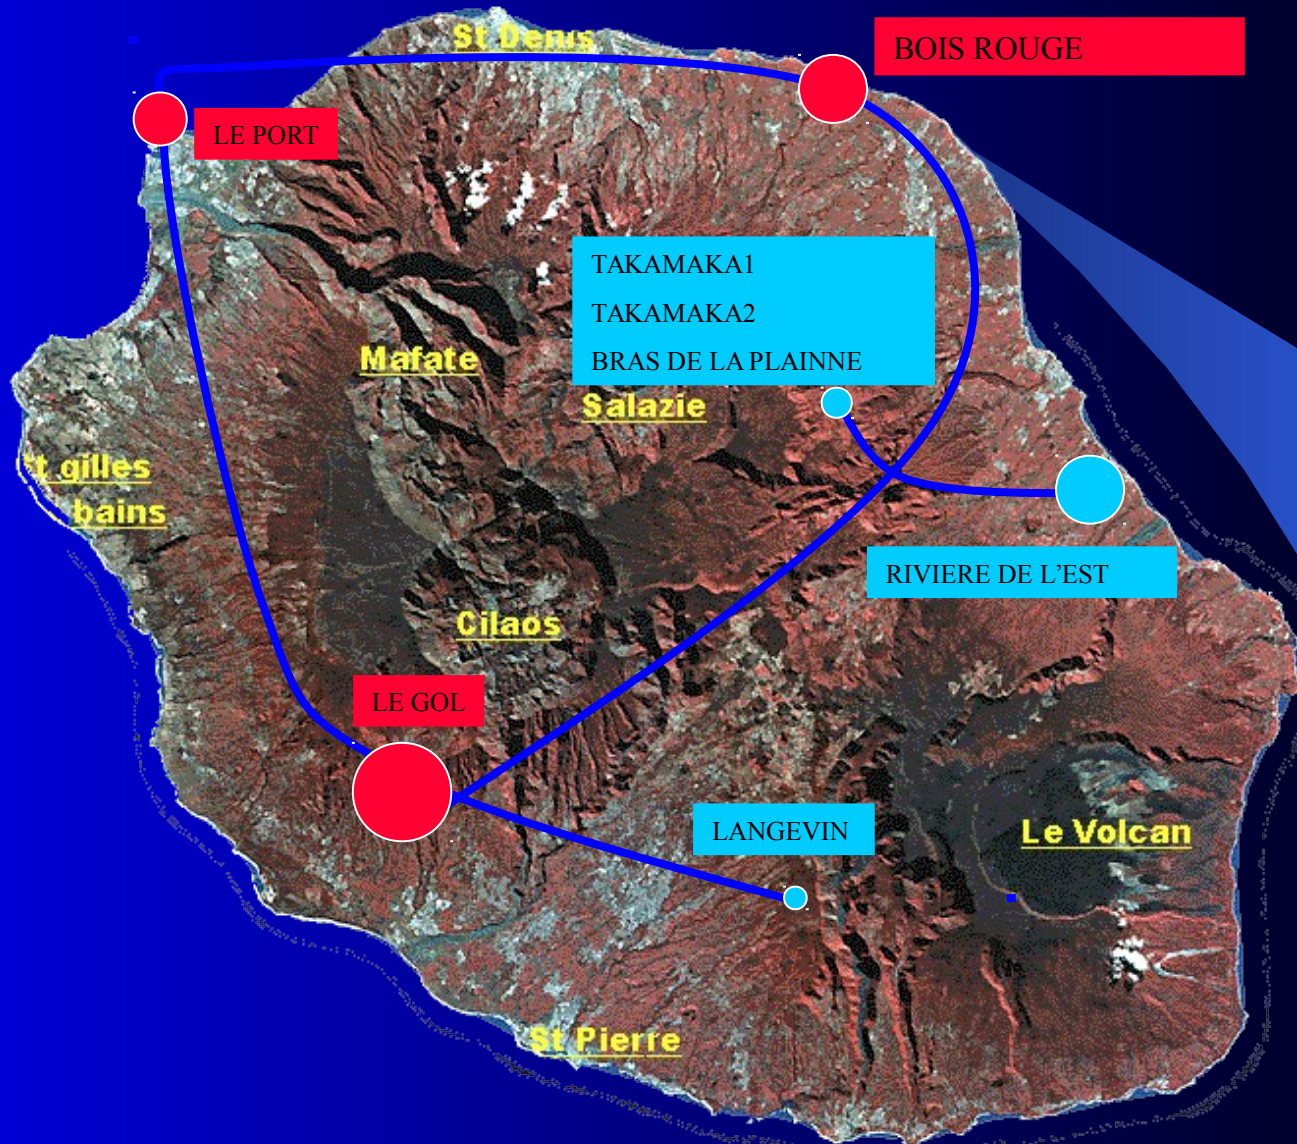 St Denis
BOIS ROUGE
LE PORT
TAKAMAKA1
TAKAMAKA2
BRAS DE LA PLAINNE
Mafate
Salazie
St gilles
bains
RIVIERE DE L’EST
Cilaos
LE GOL
LANGEVIN
Le Volcan
St Pierre